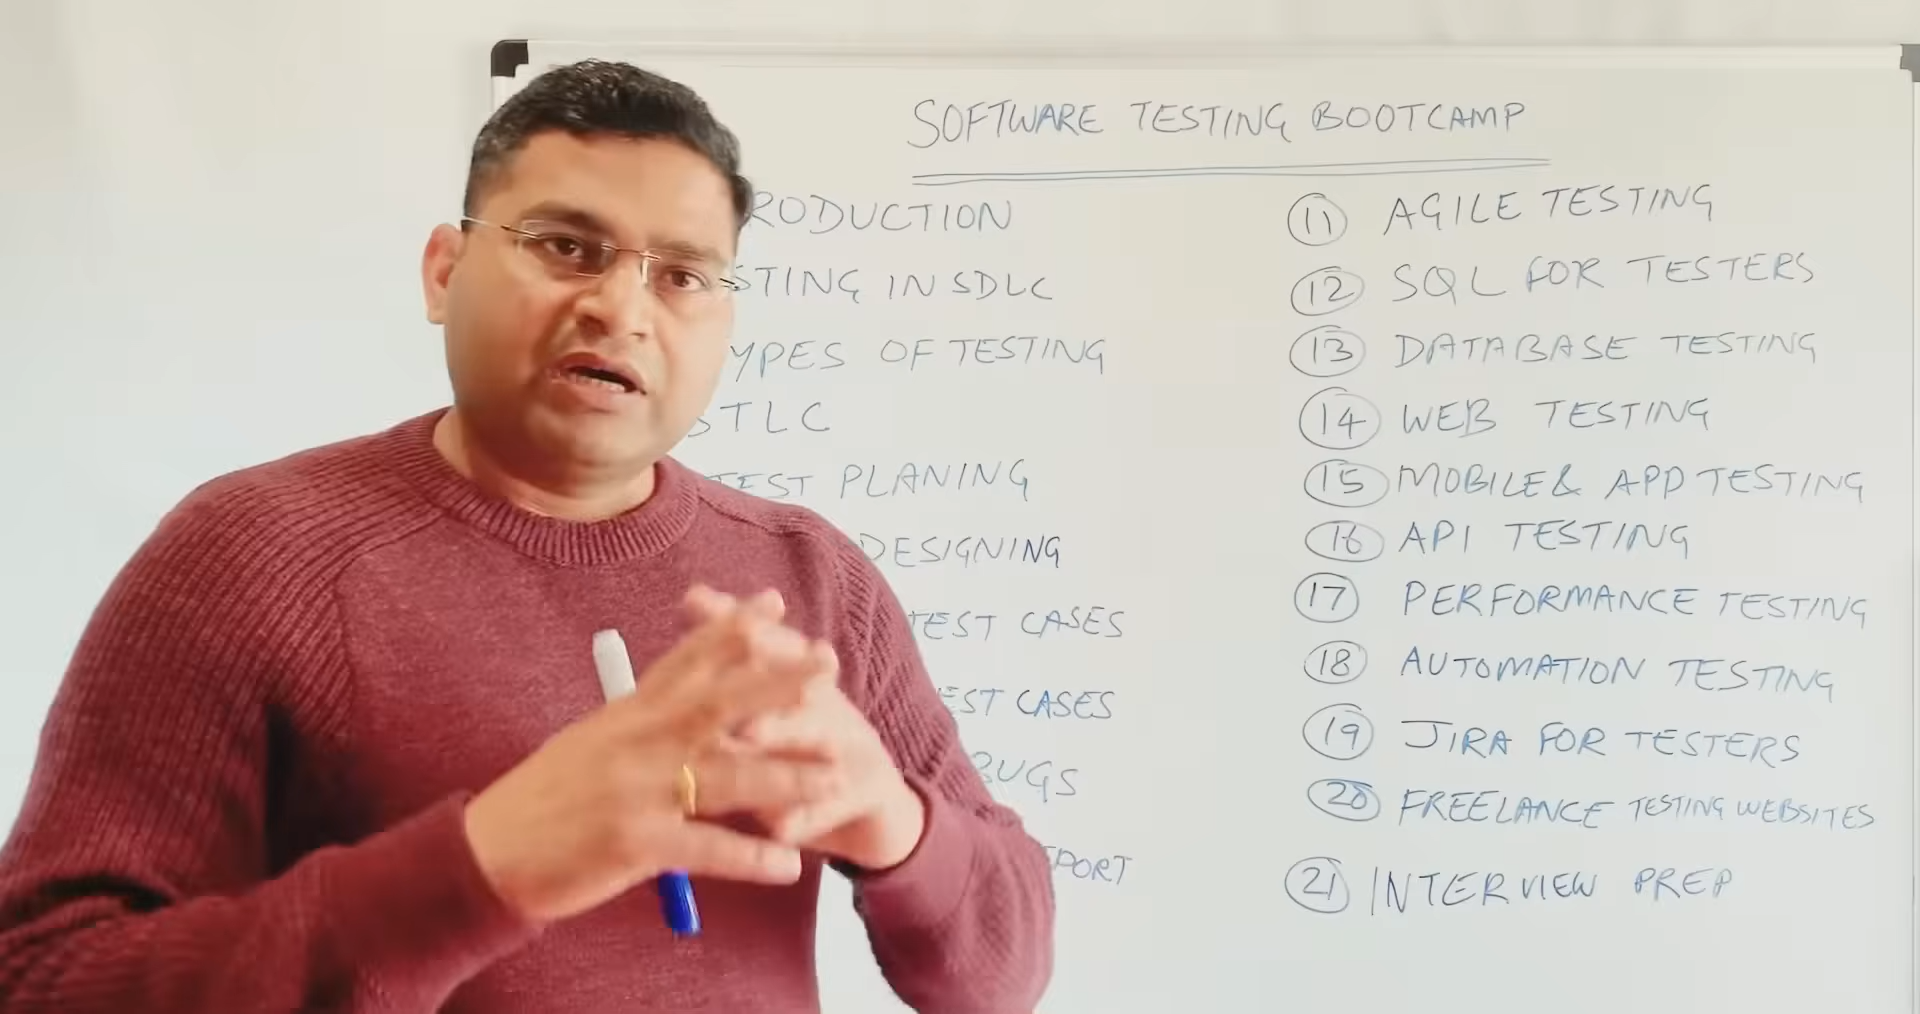 SOFTWARE TESTING BOOTCAMP
RODUCTION
STING IN SDLC
YPES OF TESTING
STLC
TEST PLANING
DESIGNING
TEST CASES
EST CASES
BUGS
PORT
11 AGILE TESTING
12 SQL FOR TESTERS
13 DATABASE TESTING
14 WEB TESTING
15 MOBILE & APP TESTING
16 API TESTING
17 PERFORMANCE TESTING
18 AUTOMATION TESTING
19 JIRA FOR TESTERS
20 FREELANCE TESTING WEBSITES
21 INTERVIEW PREP